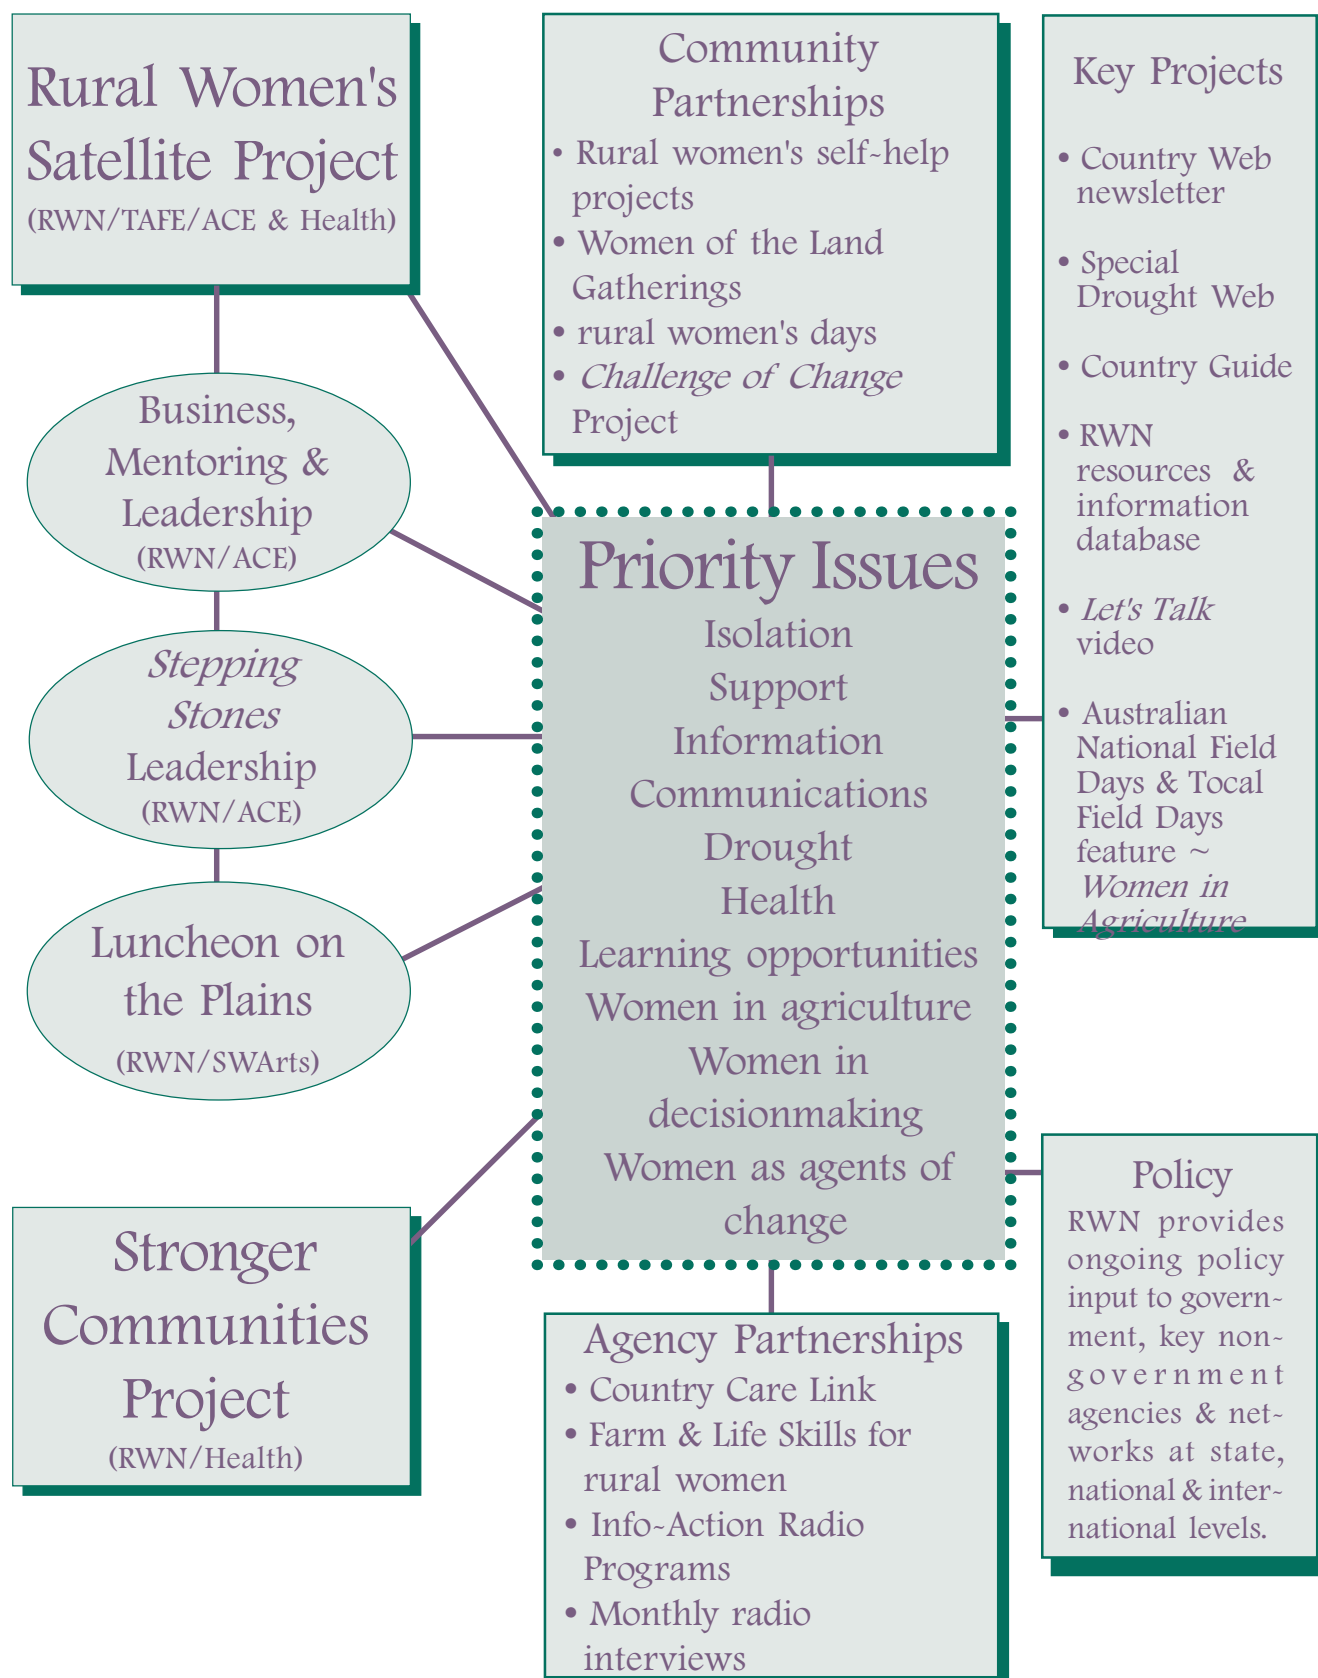 Rural Women's
Satellite Project
(RWN/TAFE/ACE & Health)
Business,
Mentoring &
Leadership
(RWN/ACE)
Stepping
Stones
Leadership
(RWN/ACE)
Luncheon on
the Plains
(RWN/SWArts)
Stronger
Communities
Project
(RWN/Health)
Community
Partnerships
• Rural women's self-help
projects
• Women of the Land
Gatherings
• rural women's days
• Challenge of Change
Project
Priority Issues
Isolation
Support
Information
Communications
Drought
Health
Learning opportunities
Women in agriculture
Women in
decisionmaking
Women as agents of
change
Agency Partnerships
• Country Care Link
• Farm & Life Skills for
rural women
• Info-Action Radio
Programs
• Monthly radio
interviews
Key Projects
• Country Web
newsletter
• Special
Drought Web
• Country Guide
• RWN
resources &
information
database
• Let's Talk
video
• Australian
National Field
Days & Tocal
Field Days
feature ~
Women in
Agriculture
Policy
RWN provides
ongoing policy
input to govern-
ment, key non-
government
agencies & net-
works at state,
national & inter-
national levels.